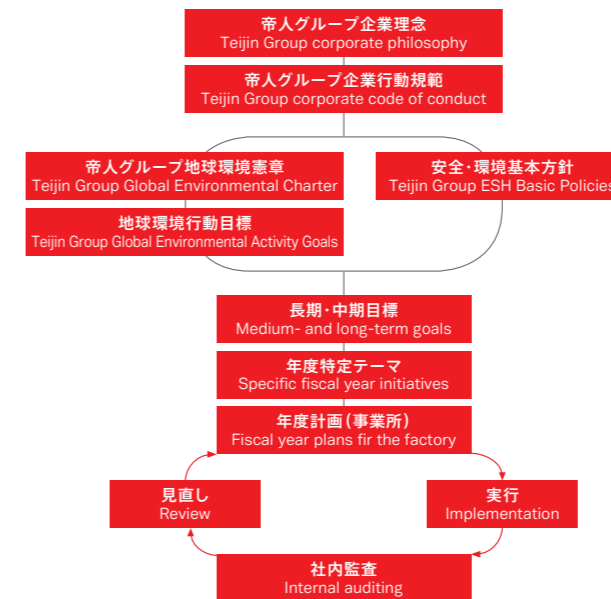 帝人グループ企業理念
Teijin Group corporate philosophy
帝人グループ企業行動規範
Teijin Group corporate code of conduct
帝人グループ地球環境憲章
Teijin Group Global Environmental Charter
安全・環境基本方針
Teijin Group ESH Basic Policies
地球環境行動目標
Teijin Group Global Environmental Activity Goals
長期・中期目標
Medium- and long-term goals
年度特定テーマ
Specific fiscal year initiatives
年度計画（事業所）
Fiscal year plans fir the factory
見直し
Review
実行
Implementation
社内監査
Internal auditing